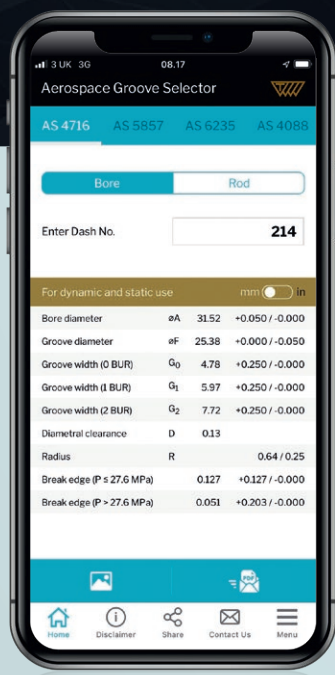 3 UK 3G 08.17
Aerospace Groove Selector
AS 4716 AS 5857 AS 6235 AS 4088
Bore Rod
Enter Dash No. 214
For dynamic and static use mm in
Bore diameter øA 31.52 +0.050 / -0.000
Groove diameter øF 25.38 +0.000 / -0.050
Groove width (0 BUR) G0 4.78 +0.250 / -0.000
Groove width (1 BUR) G1 5.97 +0.250 / -0.000
Groove width (2 BUR) G2 7.72 +0.250 / -0.000
Diametral clearance D 0.13
Radius R 0.64 / 0.25
Break edge (P ≤ 27.6 MPa) 0.127 +0.127 / -0.000
Break edge (P > 27.6 MPa) 0.051 +0.203 / -0.000
PDF
Home Disclaimer Share Contact Us Menu